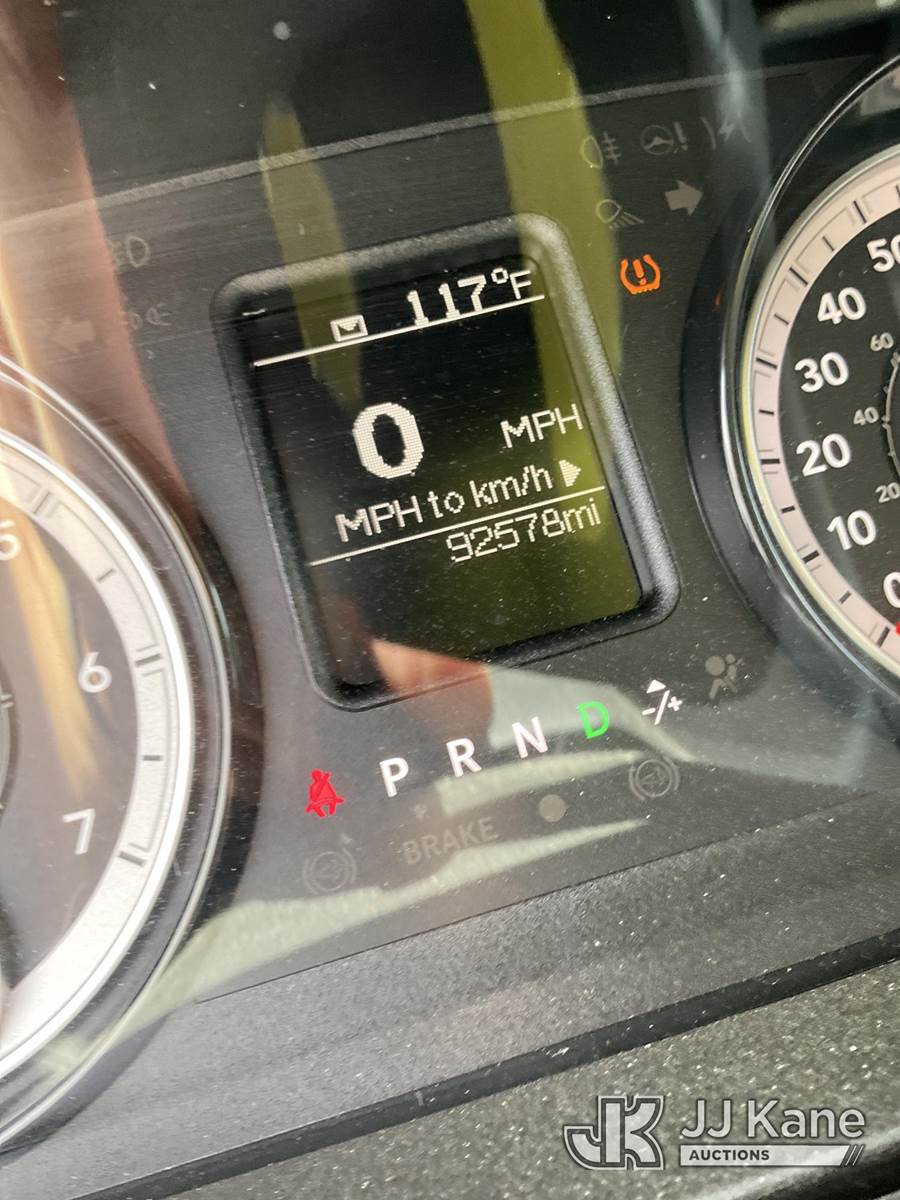 117°F
0 MPH
MPH to km/h
92578mi
P R N D -/+
BRAKE
5
6
7
50
40
30
20
10
0
60
40
20
JK JJ Kane
AUCTIONS